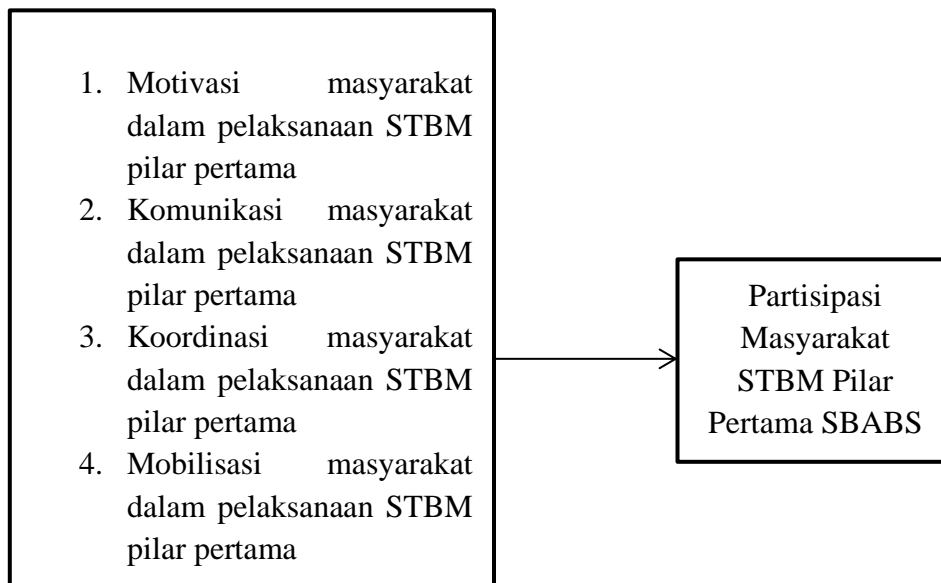 1. Motivasi masyarakat
dalam pelaksanaan STBM
pilar pertama
2. Komunikasi masyarakat
dalam pelaksanaan STBM
pilar pertama
3. Koordinasi masyarakat
dalam pelaksanaan STBM
pilar pertama
4. Mobilisasi masyarakat
dalam pelaksanaan STBM
pilar pertama
Partisipasi
Masyarakat
STBM Pilar
Pertama SBABS